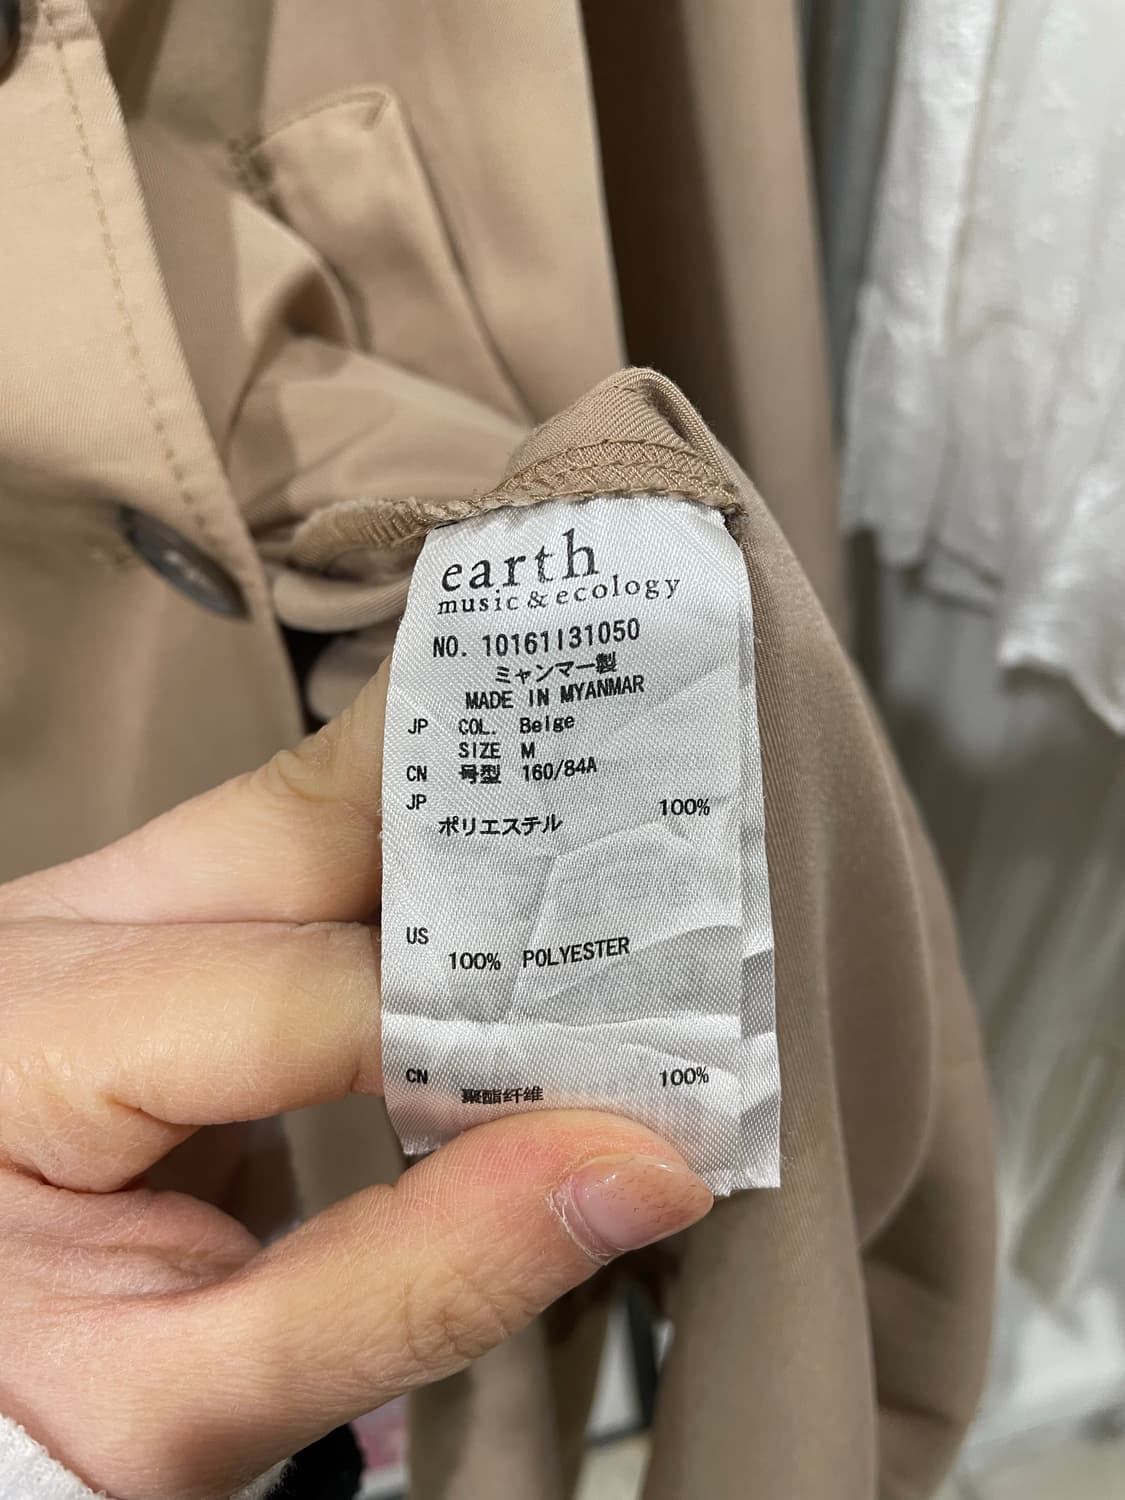 earth
music & ecology
NO. 10161I31050
ミャンマー製
MADE IN MYANMAR
JP COL. Beige
SIZE M
CN 号型 160/84A
JP
ポリエステル 100%
US
100% POLYESTER
CN
聚酯纤维 100%